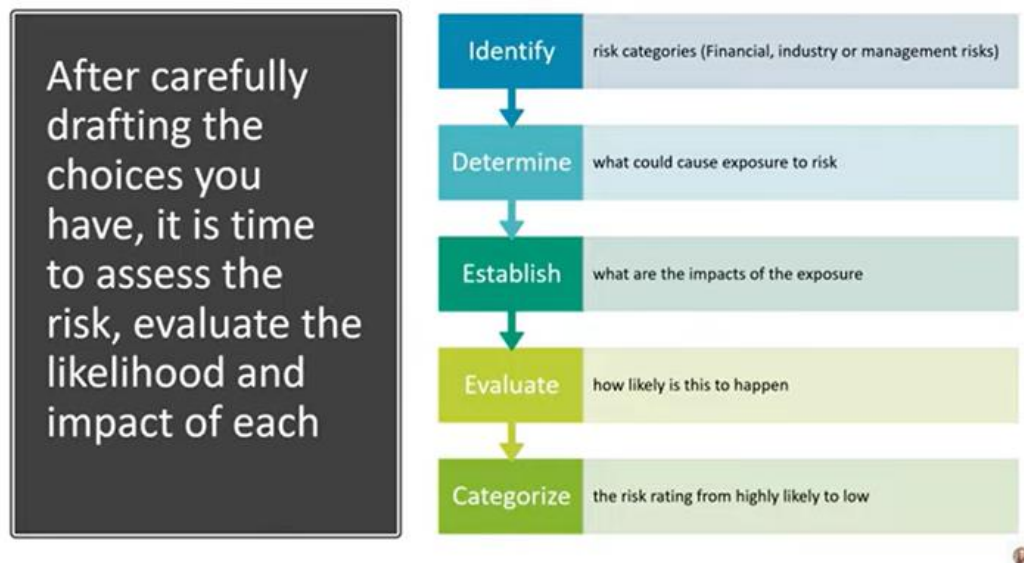 After carefully
drafting the
choices you
have, it is time
to assess the
risk, evaluate the
likelihood and
impact of each
Identify
risk categories (Financial, industry or management risks)
Determine
what could cause exposure to risk
Establish
what are the impacts of the exposure
Evaluate
how likely is this to happen
Categorize
the risk rating from highly likely to low